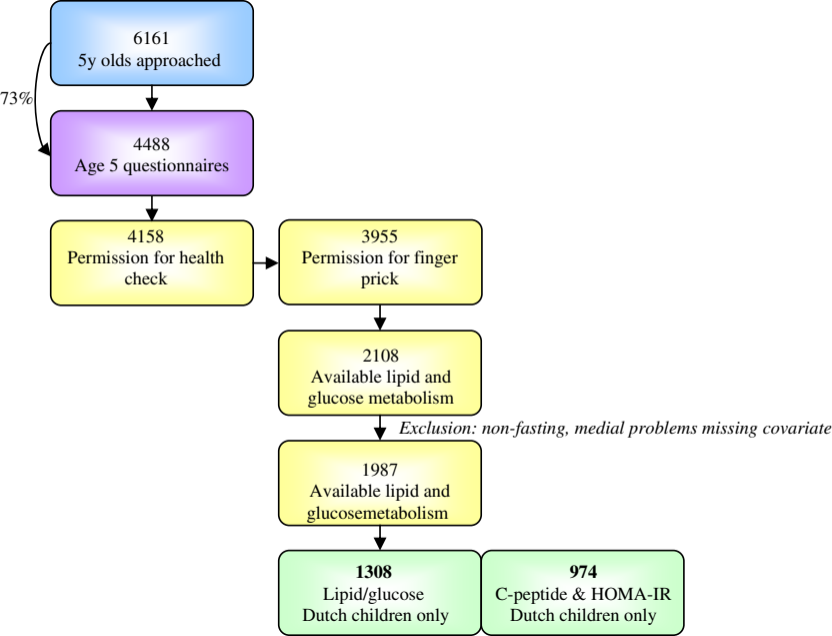 6161
5y olds approached
73%
4488
Age 5 questionnaires
4158
Permission for health
check
3955
Permission for finger
prick
2108
Available lipid and
glucose metabolism
Exclusion: non-fasting, medial problems missing covariate
1987
Available lipid and
glucosemetabolism
1308
Lipid/glucose
Dutch children only
974
C-peptide & HOMA-IR
Dutch children only